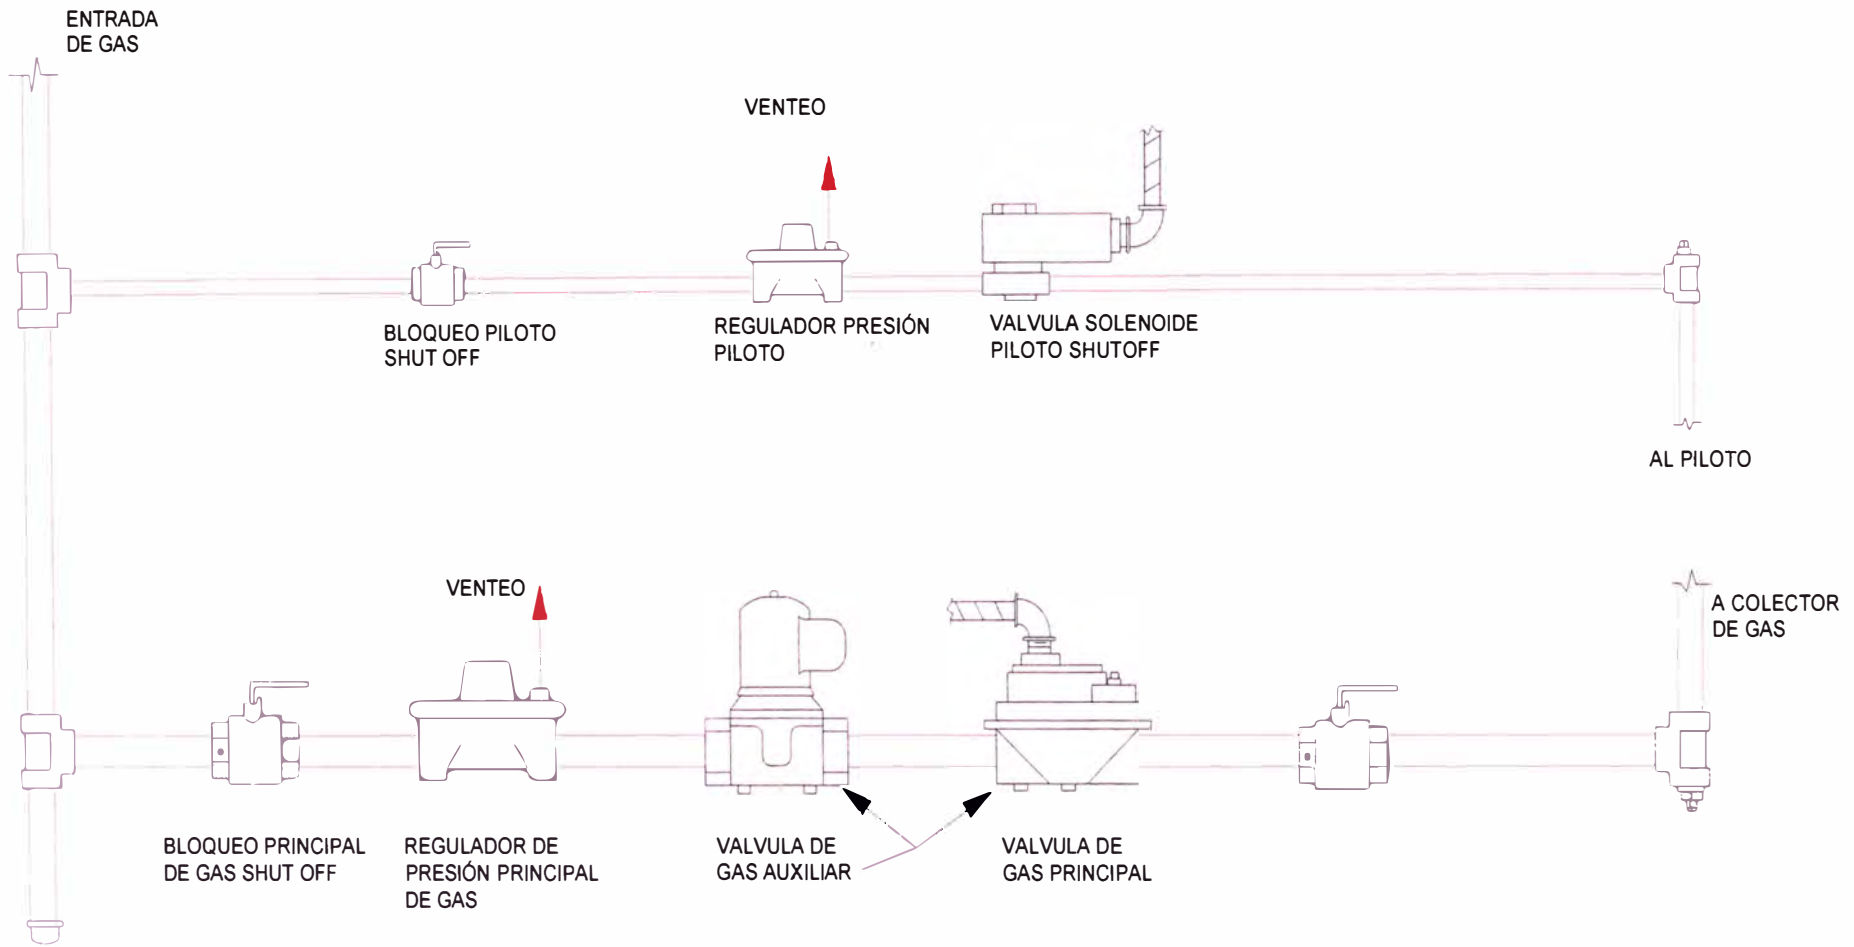 ENTRADA
DE GAS
VENTEO
BLOQUEO PILOTO
SHUT OFF
REGULADOR PRESIÓN
PILOTO
VALVULA SOLENOIDE
PILOTO SHUTOFF
AL PILOTO
VENTEO
A COLECTOR
DE GAS
BLOQUEO PRINCIPAL
DE GAS SHUT OFF
REGULADOR DE
PRESIÓN PRINCIPAL
DE GAS
VALVULA DE
GAS AUXILIAR
VALVULA DE
GAS PRINCIPAL